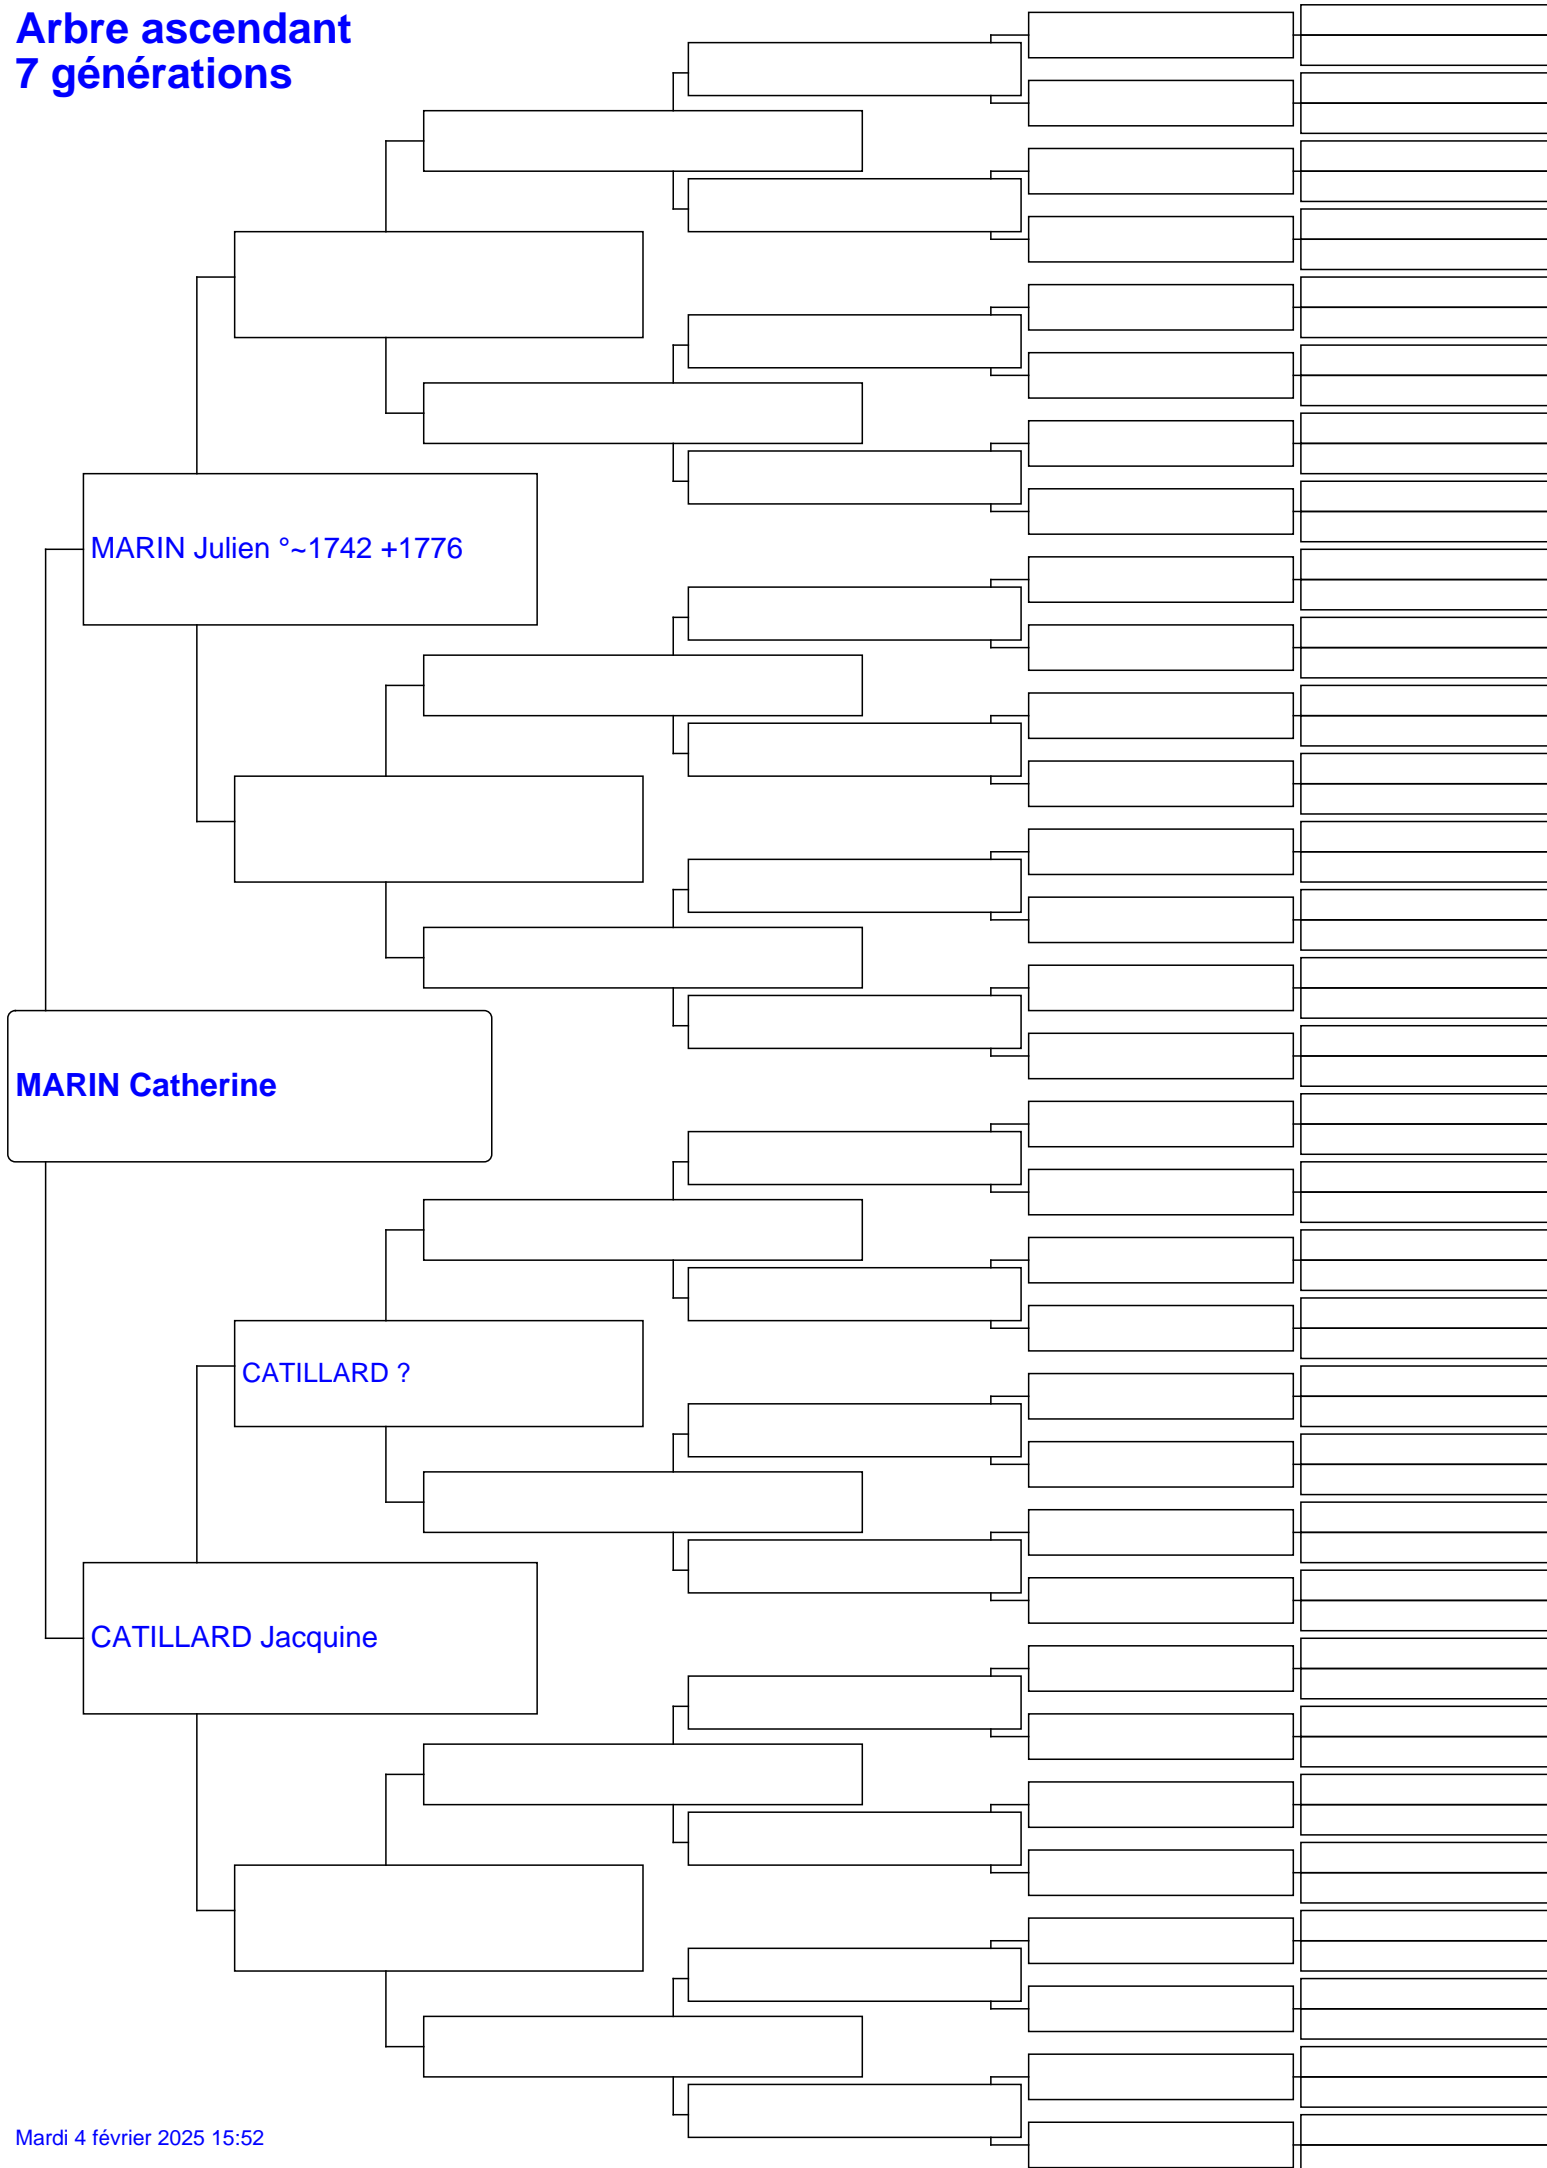 Arbre ascendant
7 générations
MARIN Julien °~1742 +1776
MARIN Catherine
CATILLARD ?
CATILLARD Jacquine
Mardi 4 février 2025 15:52